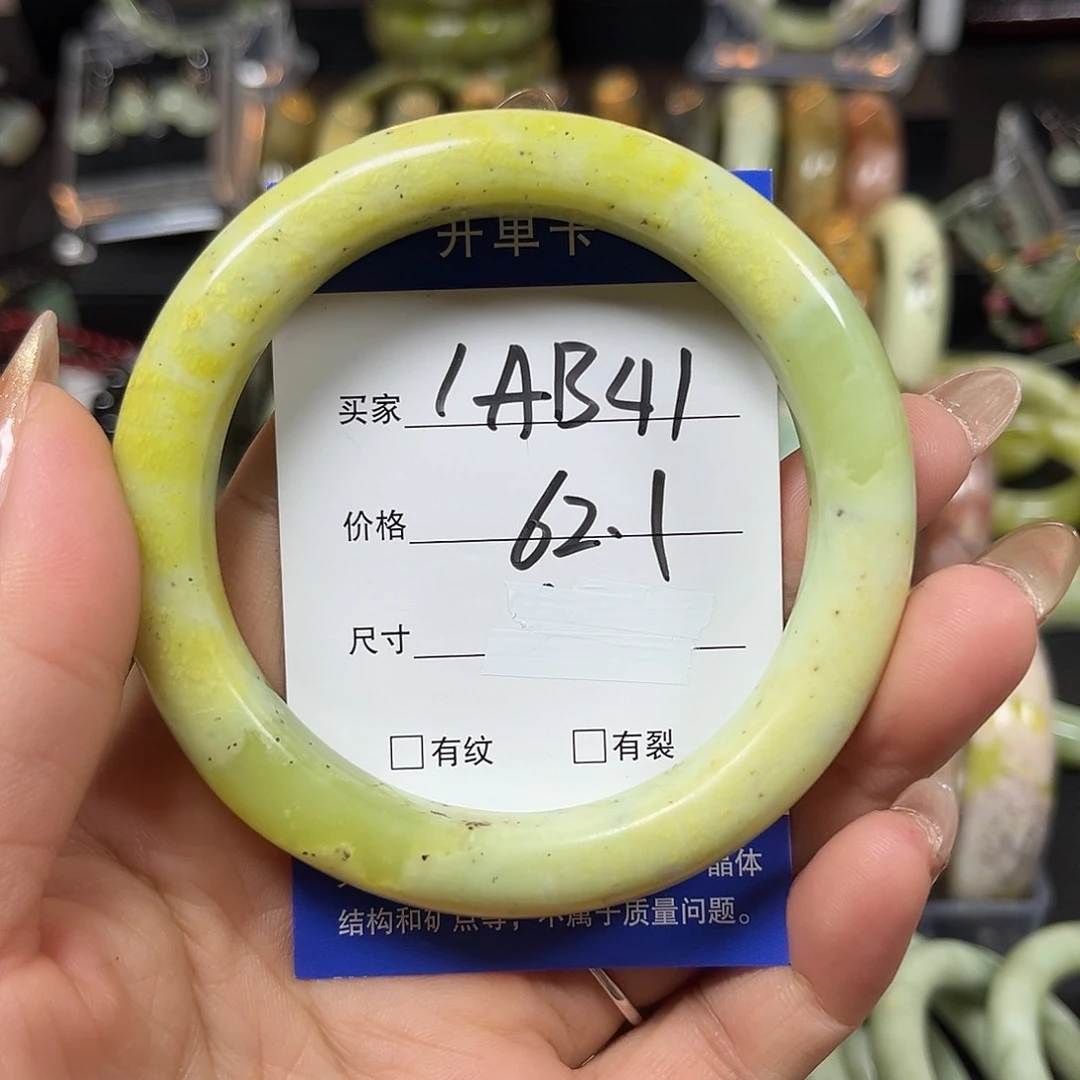 开单卡
买家 1AB41
价格 62.1
尺寸
有纹 有裂
晶体
结构和矿点等，不属于质量问题。